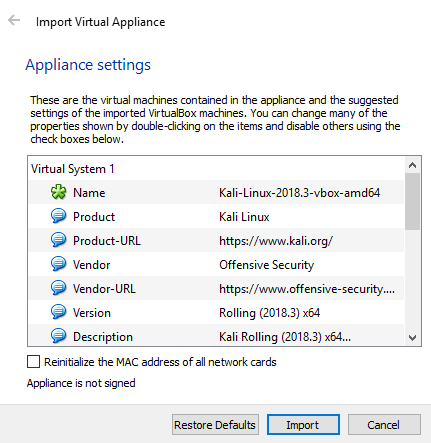 Import Virtual Appliance
Appliance settings
These are the virtual machines contained in the appliance and the suggested
settings of the imported VirtualBox machines. You can change many of the
properties shown by double-clicking on the items and disable others using the
check boxes below.
Virtual System 1
Name Kali-Linux-2018.3-vbox-amd64
Product Kali Linux
Product-URL https://www.kali.org/
Vendor Offensive Security
Vendor-URL https://www.offensive-security....
Version Rolling (2018.3) x64
Description Kali Rolling (2018.3) x64...
Reinitialize the MAC address of all network cards
Appliance is not signed
Restore Defaults Import Cancel